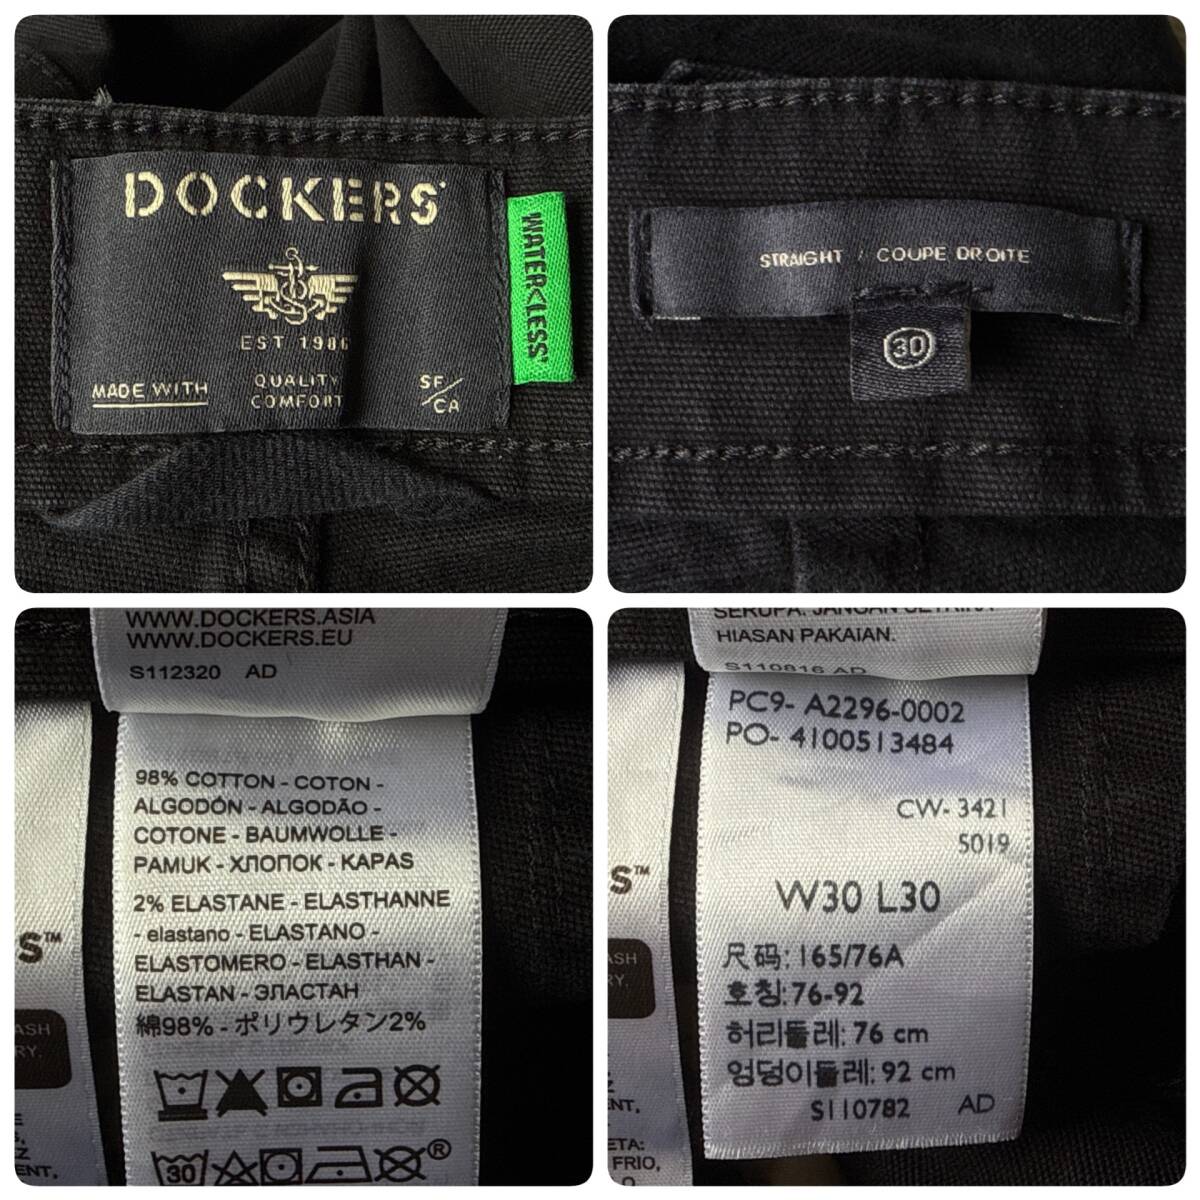 DOCKERS
EST 1986
MADE WITH
QUALITY
COMFORT
SF/CA
WATER<LESS
STRAIGHT / COUPE DROITE
30
WWW.DOCKERS.ASIA
WWW.DOCKERS.EU
S112320 AD
98% COTTON - COTON -
ALGODÓN - ALGODÃO -
COTONE - BAUMWOLLE -
PAMUK - ХЛОПОК - KAPAS
2% ELASTANE - ELASTHANNE
- elastano - ELASTANO -
ELASTOMERO - ELASTHAN -
ELASTAN - ЭЛАСТАН
綿98% - ポリウレタン2%
30
S™
HIASAN PAKAIAN.
S110816 AD
PC9- A2296-0002
PO- 4100513484
CW- 3421
5019
W30 L30
尺码: 165/76A
호칭: 76-92
허리둘레: 76 cm
엉덩이둘레: 92 cm
S110782 AD
S™
FRIO,